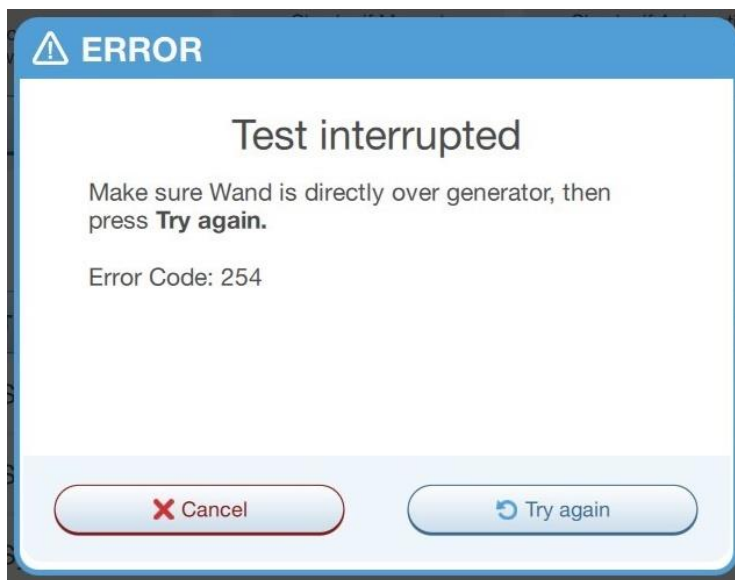 ERROR
Test interrupted
Make sure Wand is directly over generator, then
press Try again.
Error Code: 254
Cancel
Try again